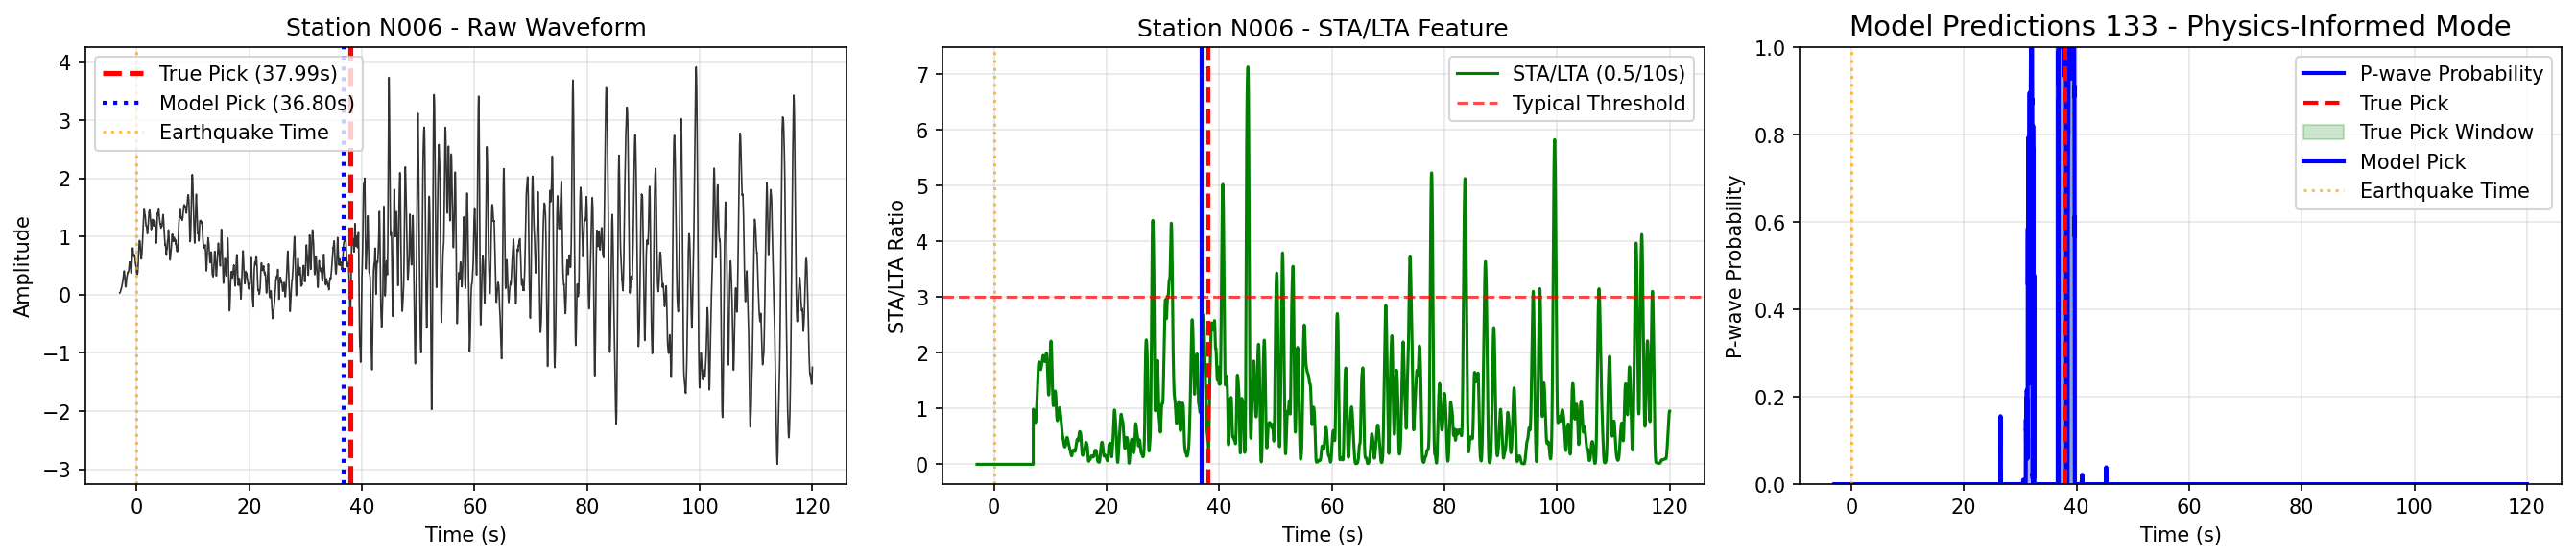 Station N006 - Raw Waveform
True Pick (37.99s)
Model Pick (36.80s)
Earthquake Time
Amplitude
4
3
2
1
0
−1
−2
−3
0 20 40 60 80 100 120
Time (s)
Station N006 - STA/LTA Feature
STA/LTA (0.5/10s)
Typical Threshold
STA/LTA Ratio
7
6
5
4
3
2
1
0
0 20 40 60 80 100 120
Time (s)
Model Predictions 133 - Physics-Informed Mode
P-wave Probability
True Pick
True Pick Window
Model Pick
Earthquake Time
P-wave Probability
1.0
0.8
0.6
0.4
0.2
0.0
0 20 40 60 80 100 120
Time (s)